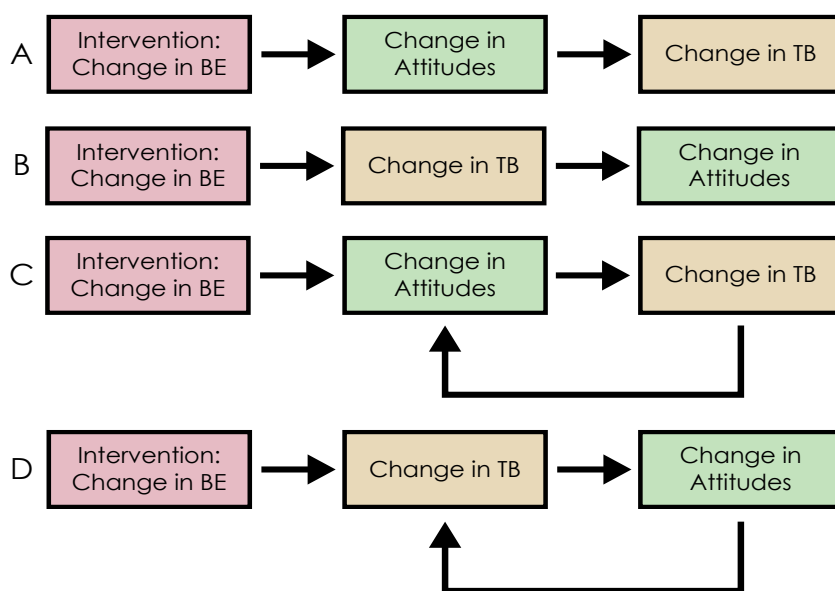 A
Intervention:
Change in BE
Change in
Attitudes
Change in TB
B
Intervention:
Change in BE
Change in TB
Change in
Attitudes
C
Intervention:
Change in BE
Change in
Attitudes
Change in TB
D
Intervention:
Change in BE
Change in TB
Change in
Attitudes